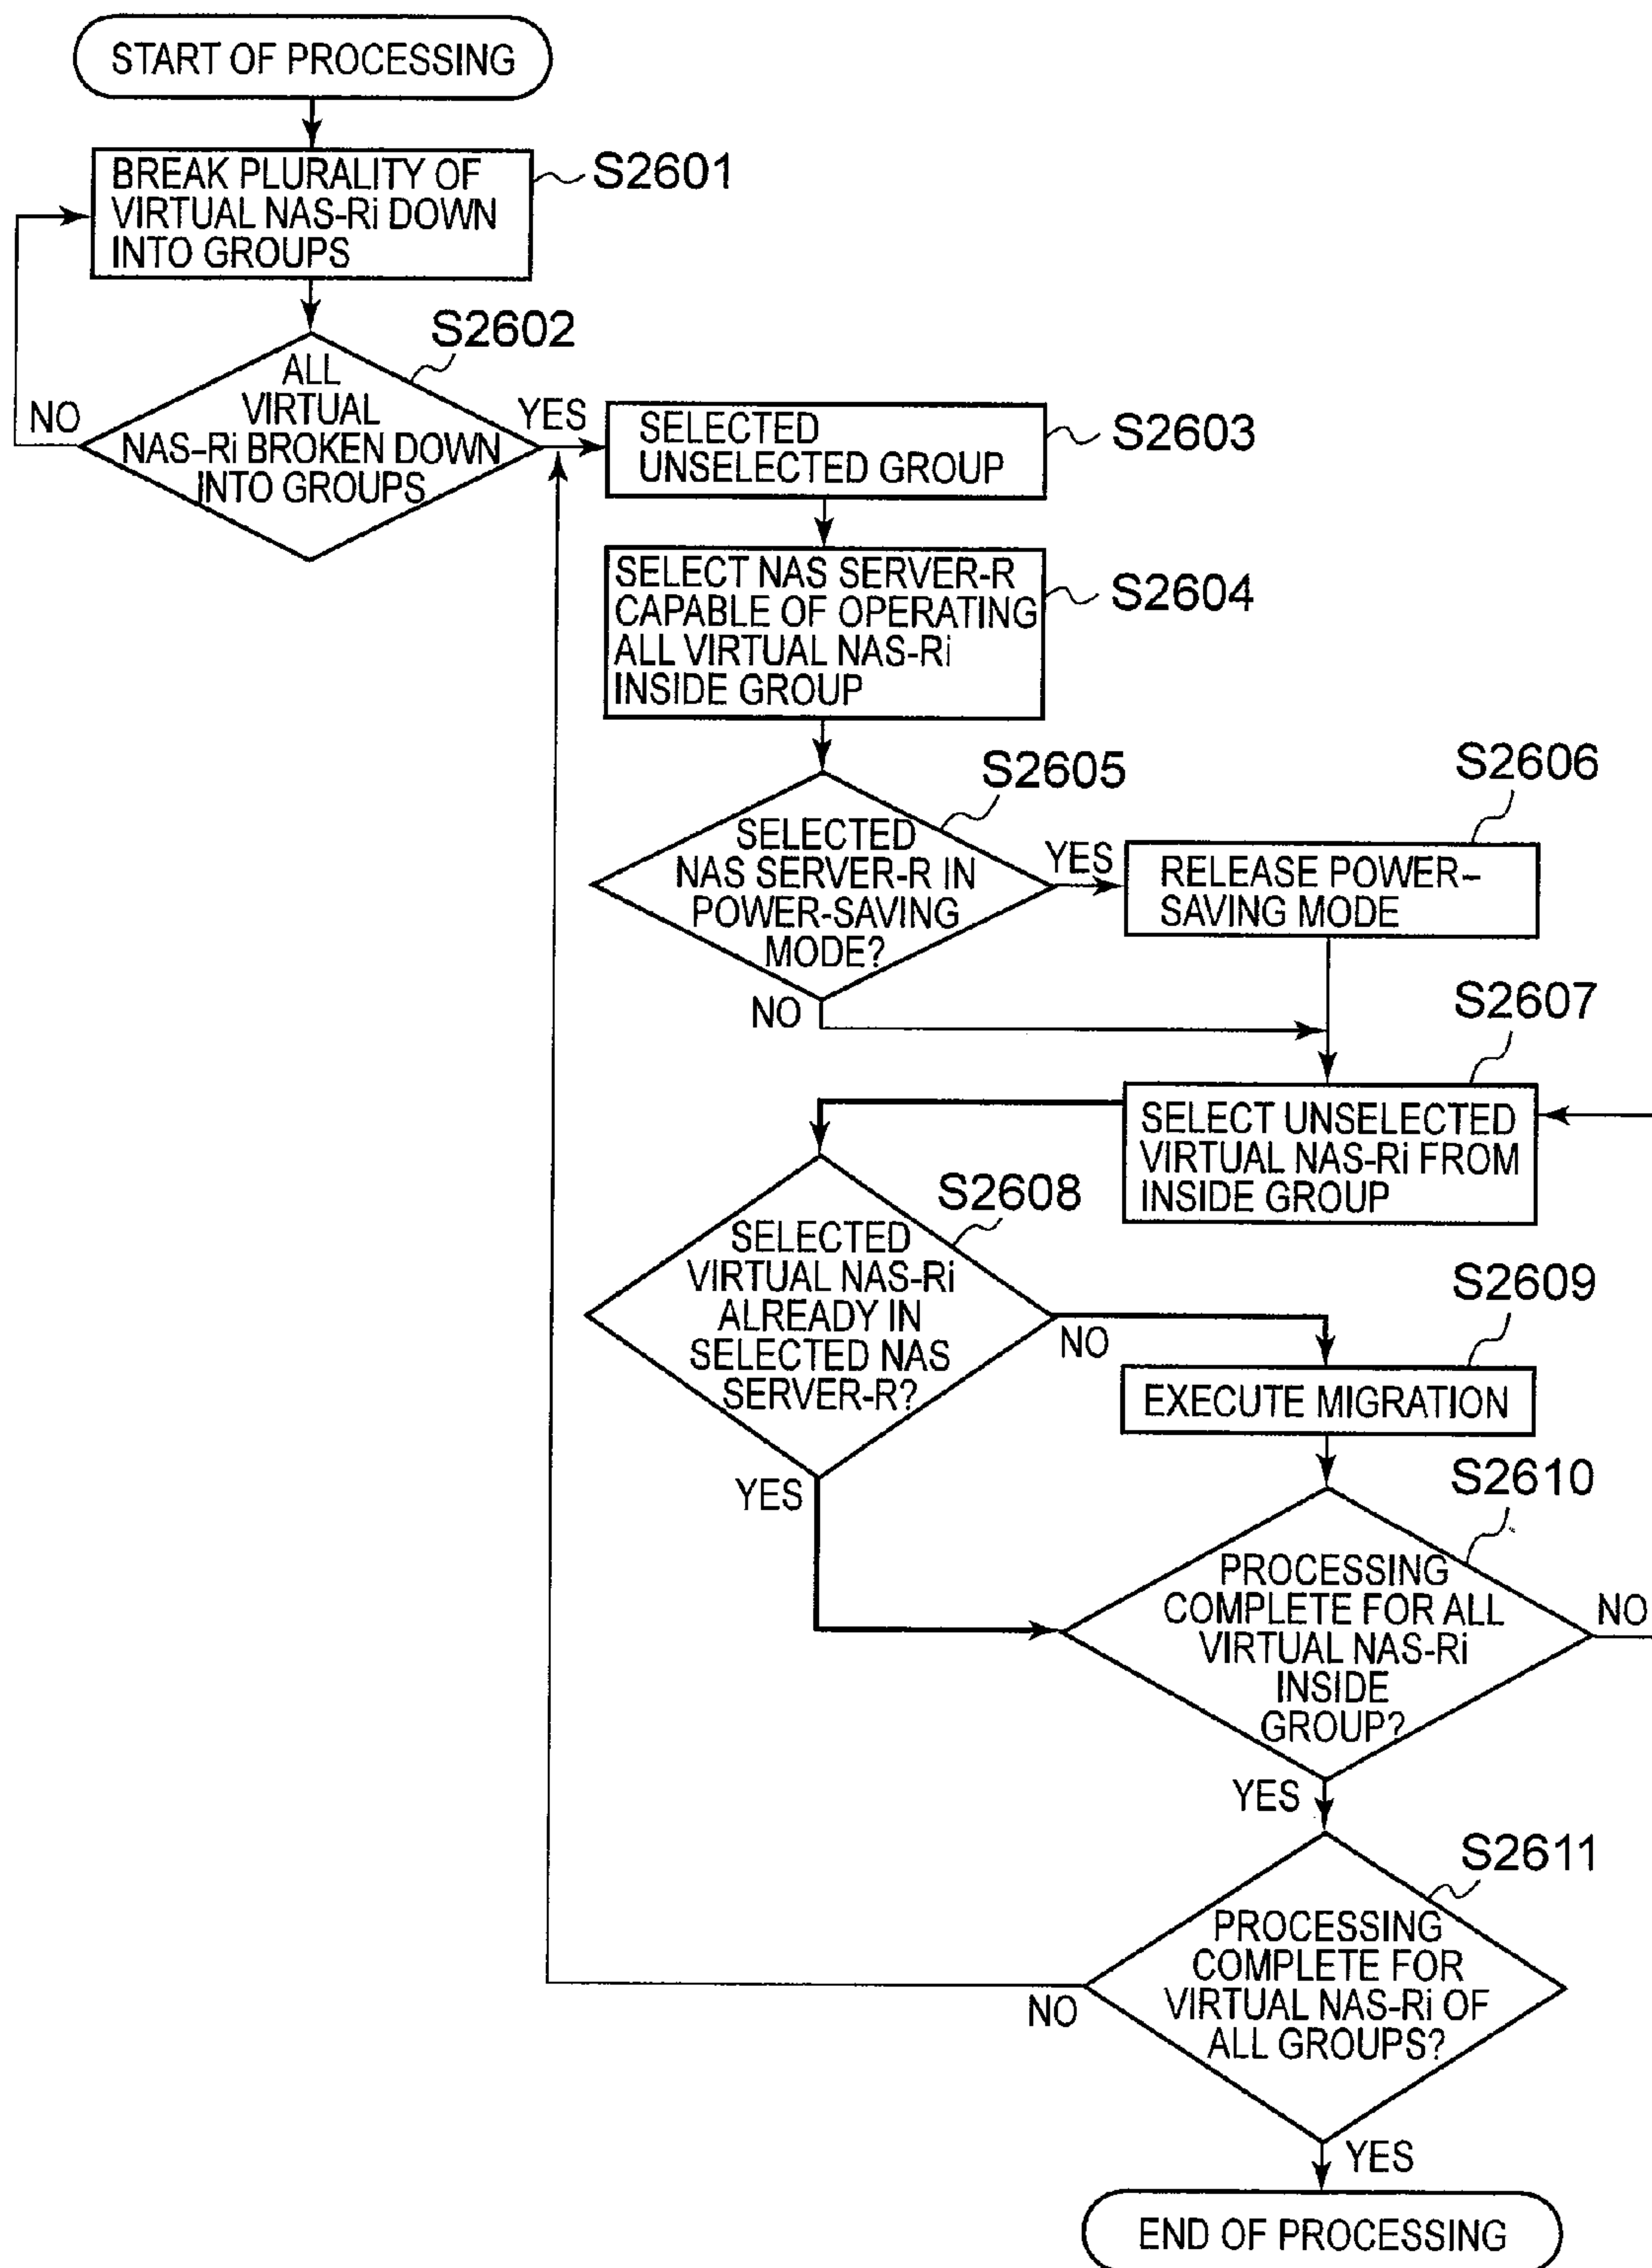 START OF PROCESSING
BREAK PLURALITY OF
VIRTUAL NAS-Ri DOWN
INTO GROUPS
S2601
ALL
VIRTUAL
NAS-Ri BROKEN DOWN
INTO GROUPS
S2602
NO
YES
SELECTED
UNSELECTED GROUP
S2603
SELECT NAS SERVER-R
CAPABLE OF OPERATING
ALL VIRTUAL NAS-Ri
INSIDE GROUP
S2604
SELECTED
NAS SERVER-R IN
POWER-SAVING
MODE?
S2605
YES
NO
RELEASE POWER-
SAVING MODE
S2606
SELECT UNSELECTED
VIRTUAL NAS-Ri FROM
INSIDE GROUP
S2607
SELECTED
VIRTUAL NAS-Ri
ALREADY IN
SELECTED NAS
SERVER-R?
S2608
NO
YES
EXECUTE MIGRATION
S2609
PROCESSING
COMPLETE FOR ALL
VIRTUAL NAS-Ri
INSIDE
GROUP?
S2610
NO
YES
PROCESSING
COMPLETE FOR
VIRTUAL NAS-Ri OF
ALL GROUPS?
S2611
NO
YES
END OF PROCESSING